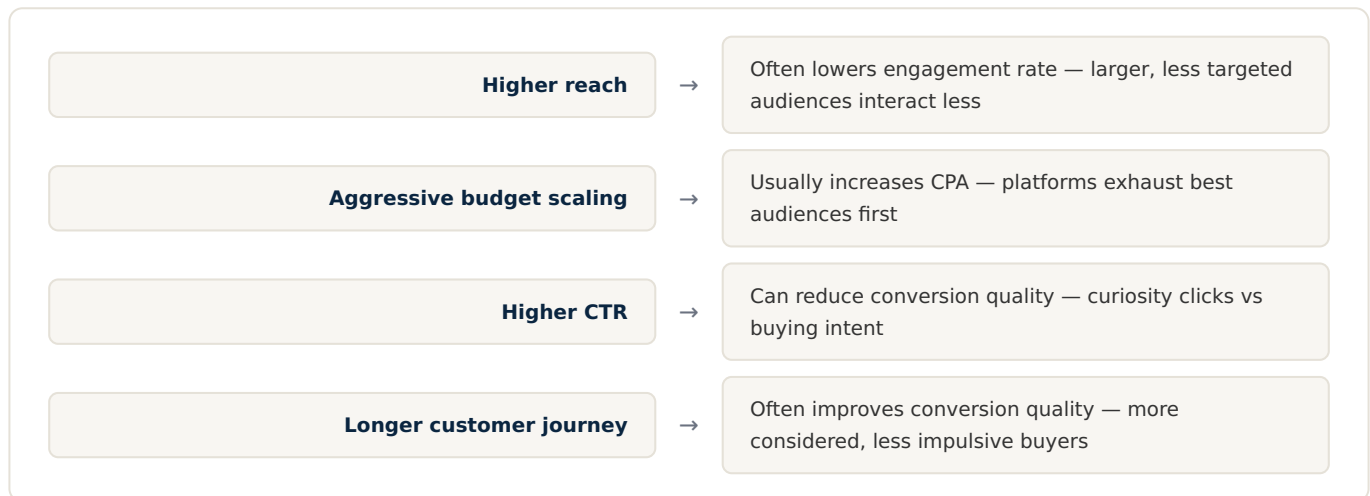 Higher reach
→
Often lowers engagement rate — larger, less targeted
audiences interact less
Aggressive budget scaling
→
Usually increases CPA — platforms exhaust best
audiences first
Higher CTR
→
Can reduce conversion quality — curiosity clicks vs
buying intent
Longer customer journey
→
Often improves conversion quality — more
considered, less impulsive buyers